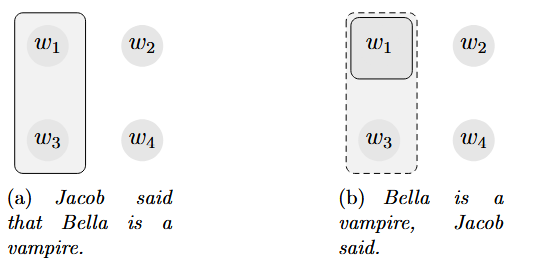 w1 w2
w3 w4
(a) Jacob said
that Bella is a
vampire.
w1 w2
w3 w4
(b) Bella is a
vampire, Jacob
said.